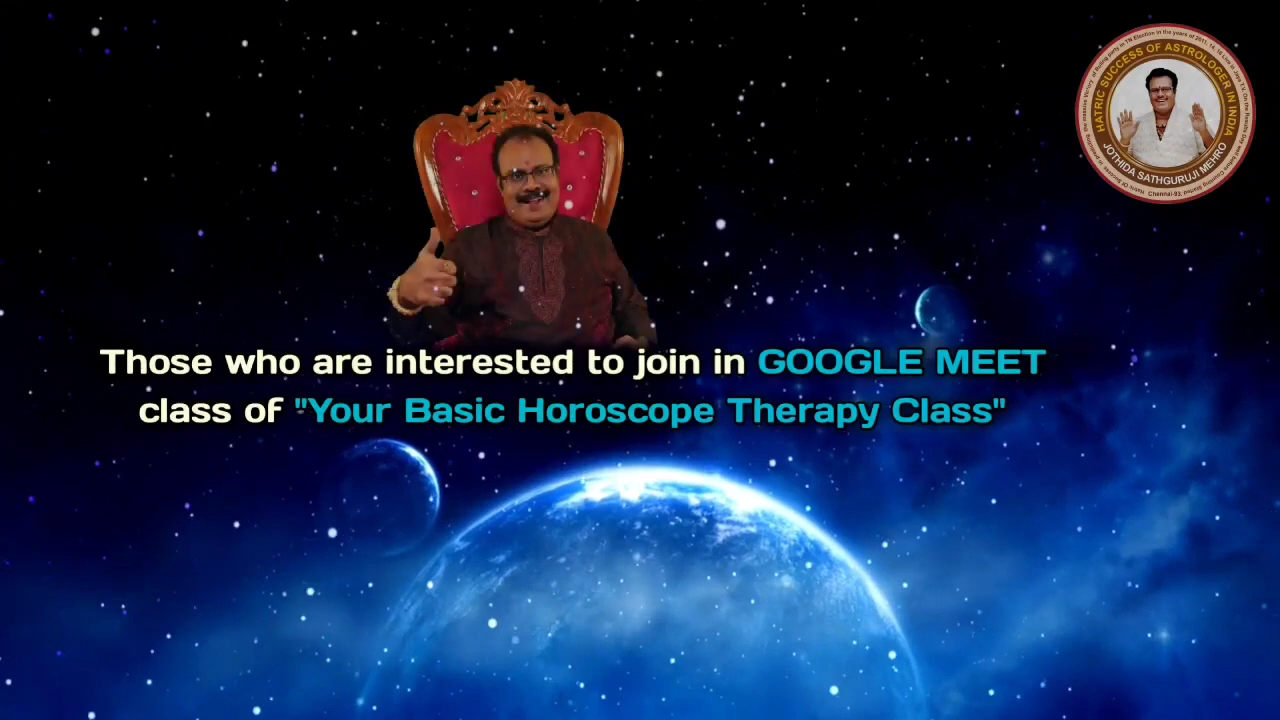 HATRIC SUCCESS OF ASTROLOGER IN INDIA
JOTHIDA SATHGURUJI MEHRO
Those who are interested to join in GOOGLE MEET
class of "Your Basic Horoscope Therapy Class"